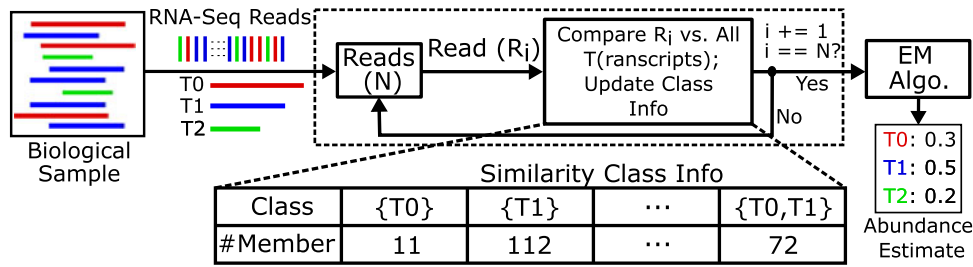 RNA-Seq Reads
T0
T1
T2
Biological
Sample
Reads
(N)
Read (Ri)
Compare Ri vs. All
T(ranscripts);
Update Class
Info
i += 1
i == N?
Yes
No
EM
Algo.
T0: 0.3
T1: 0.5
T2: 0.2
Abundance
Estimate
Similarity Class Info
Class {T0} {T1} ... {T0,T1}
#Member 11 112 ... 72